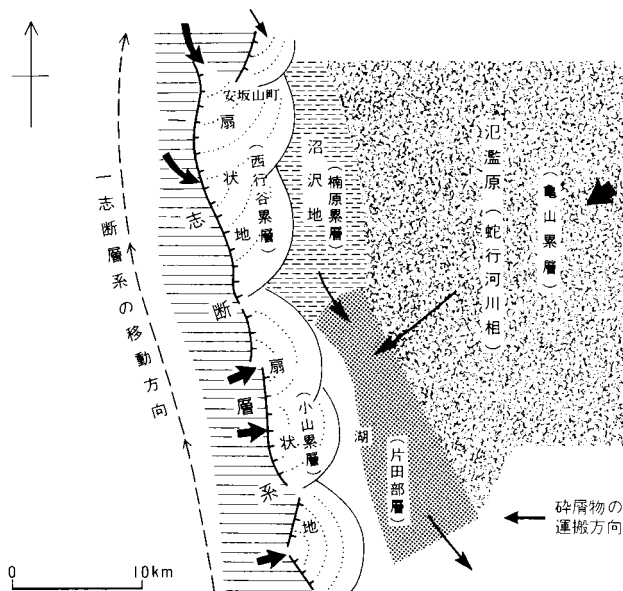 安坂山町
扇状地
（西行谷累層）
沼沢地
（楠原累層）
氾濫原（蛇行河川相）
（亀山累層）
一志断層系の移動方向
一志断層系
扇状地
（小山累層）
湖
（片田部層）
砕屑物の
運搬方向
0 10km